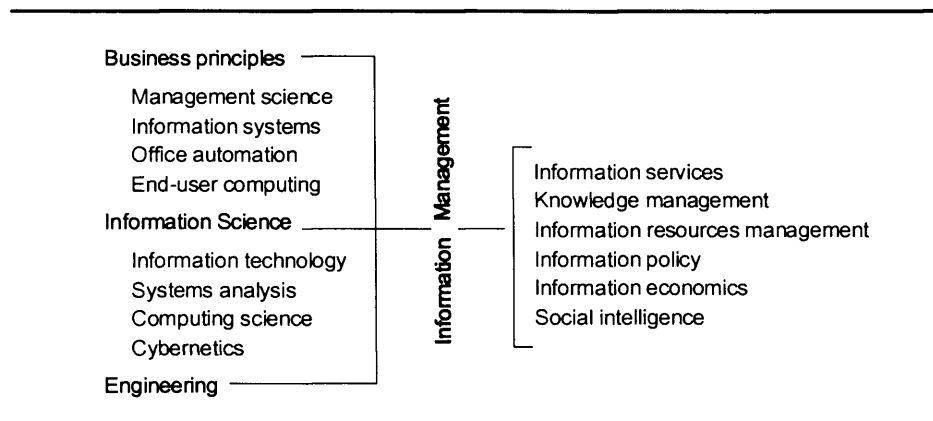 Business principles
Management science
Information systems
Office automation
End-user computing
Information Science
Information technology
Systems analysis
Computing science
Cybernetics
Engineering
Information Management
Information services
Knowledge management
Information resources management
Information policy
Information economics
Social intelligence